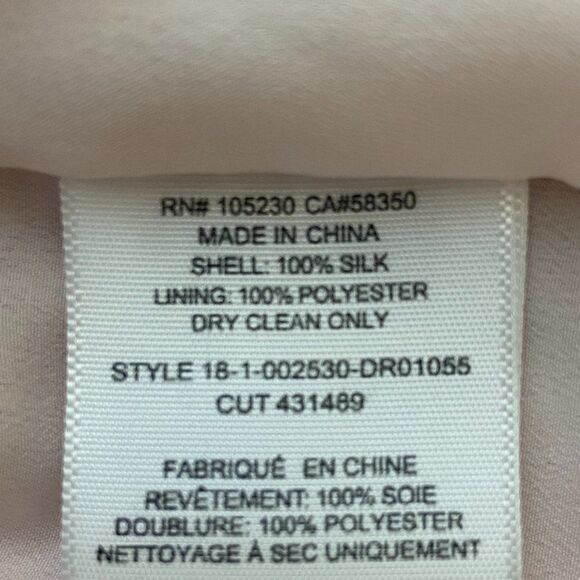 RN# 105230 CA#58350
MADE IN CHINA
SHELL: 100% SILK
LINING: 100% POLYESTER
DRY CLEAN ONLY
STYLE 18-1-002530-DR01055
CUT 431489
FABRIQUÉ EN CHINE
REVÊTEMENT: 100% SOIE
DOUBLURE: 100% POLYESTER
NETTOYAGE À SEC UNIQUEMENT